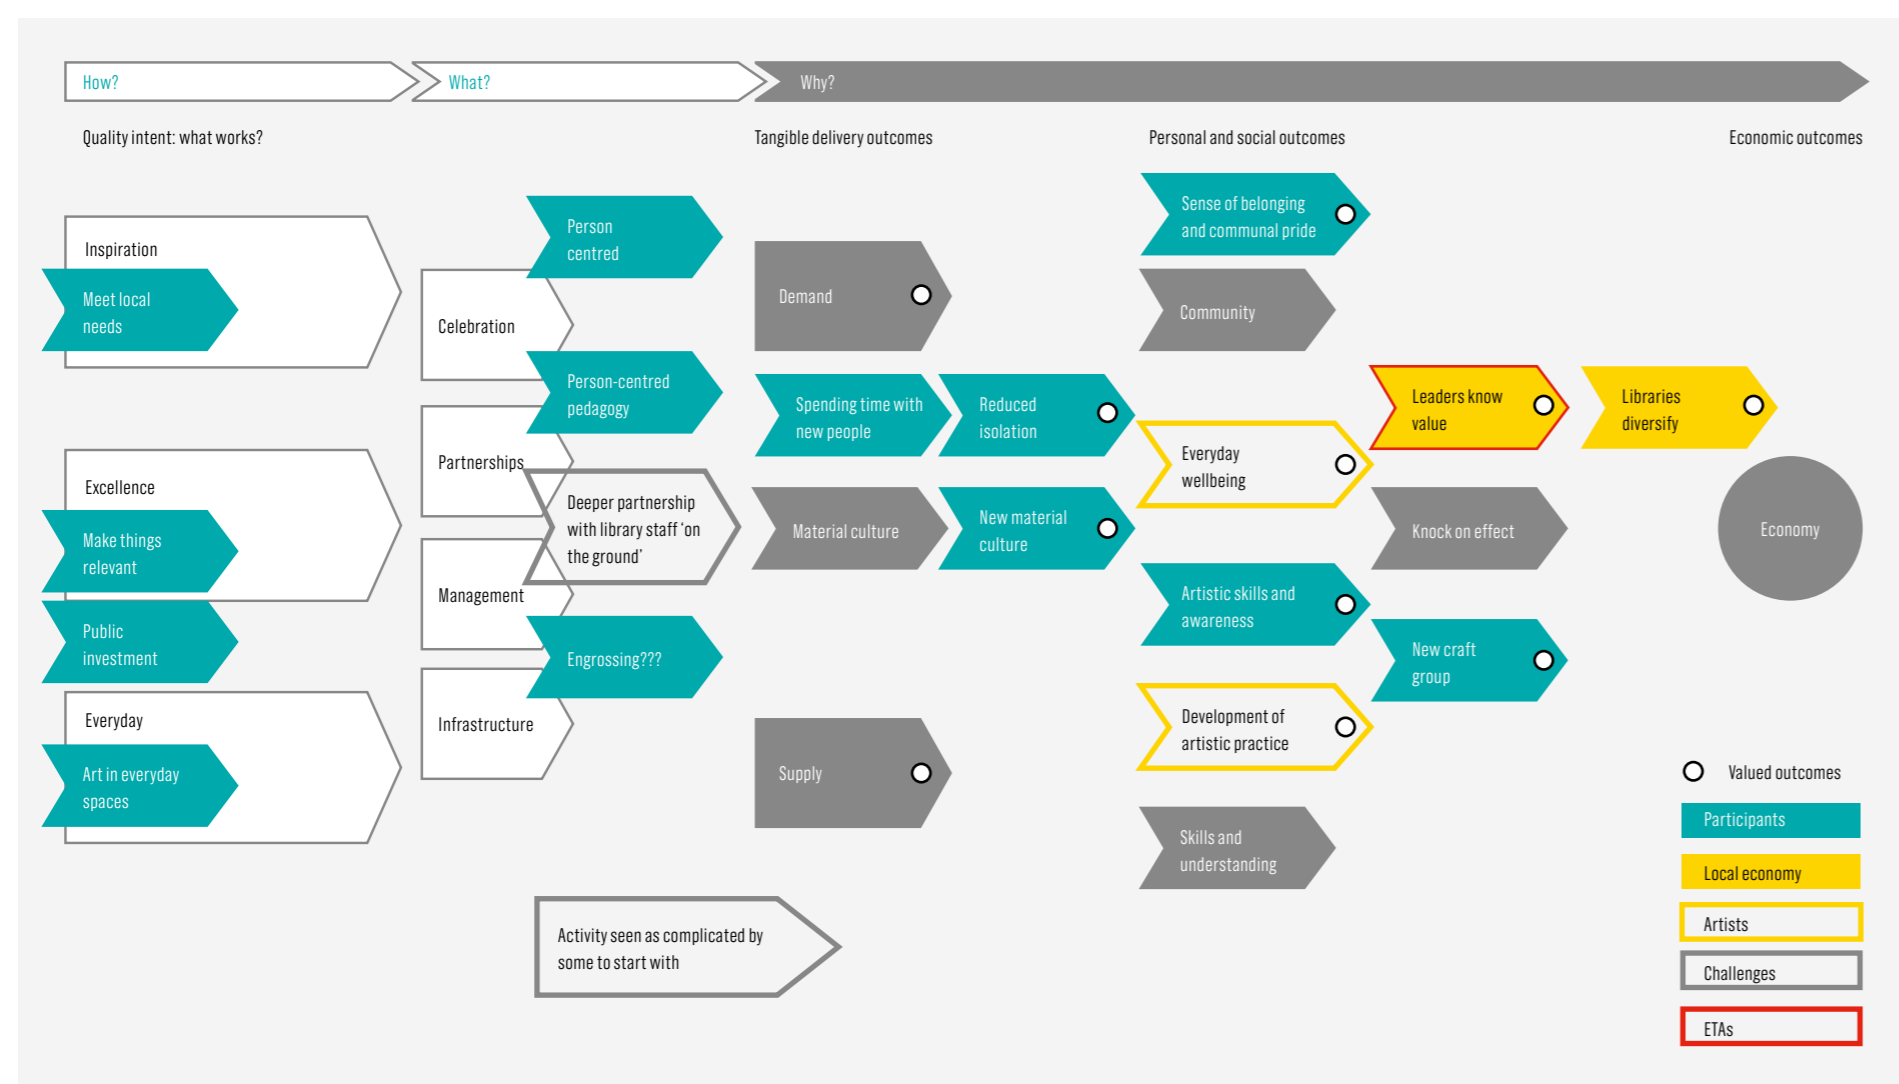 How?
What?
Why?
Quality intent: what works?
Tangible delivery outcomes
Personal and social outcomes
Economic outcomes
Inspiration
Meet local
needs
Excellence
Make things
relevant
Public
investment
Everyday
Art in everyday
spaces
Person
centred
Celebration
Person-centred
pedagogy
Partnerships
Deeper partnership
with library staff ‘on
the ground’
Management
Engrossing???
Infrastructure
Activity seen as complicated by
some to start with
Demand
Spending time with
new people
Reduced
isolation
Material culture
New material
culture
Supply
Sense of belonging
and communal pride
Community
Everyday
wellbeing
Artistic skills and
awareness
Development of
artistic practice
Skills and
understanding
Leaders know
value
Knock on effect
New craft
group
Libraries
diversify
Economy
Valued outcomes
Participants
Local economy
Artists
Challenges
ETAs